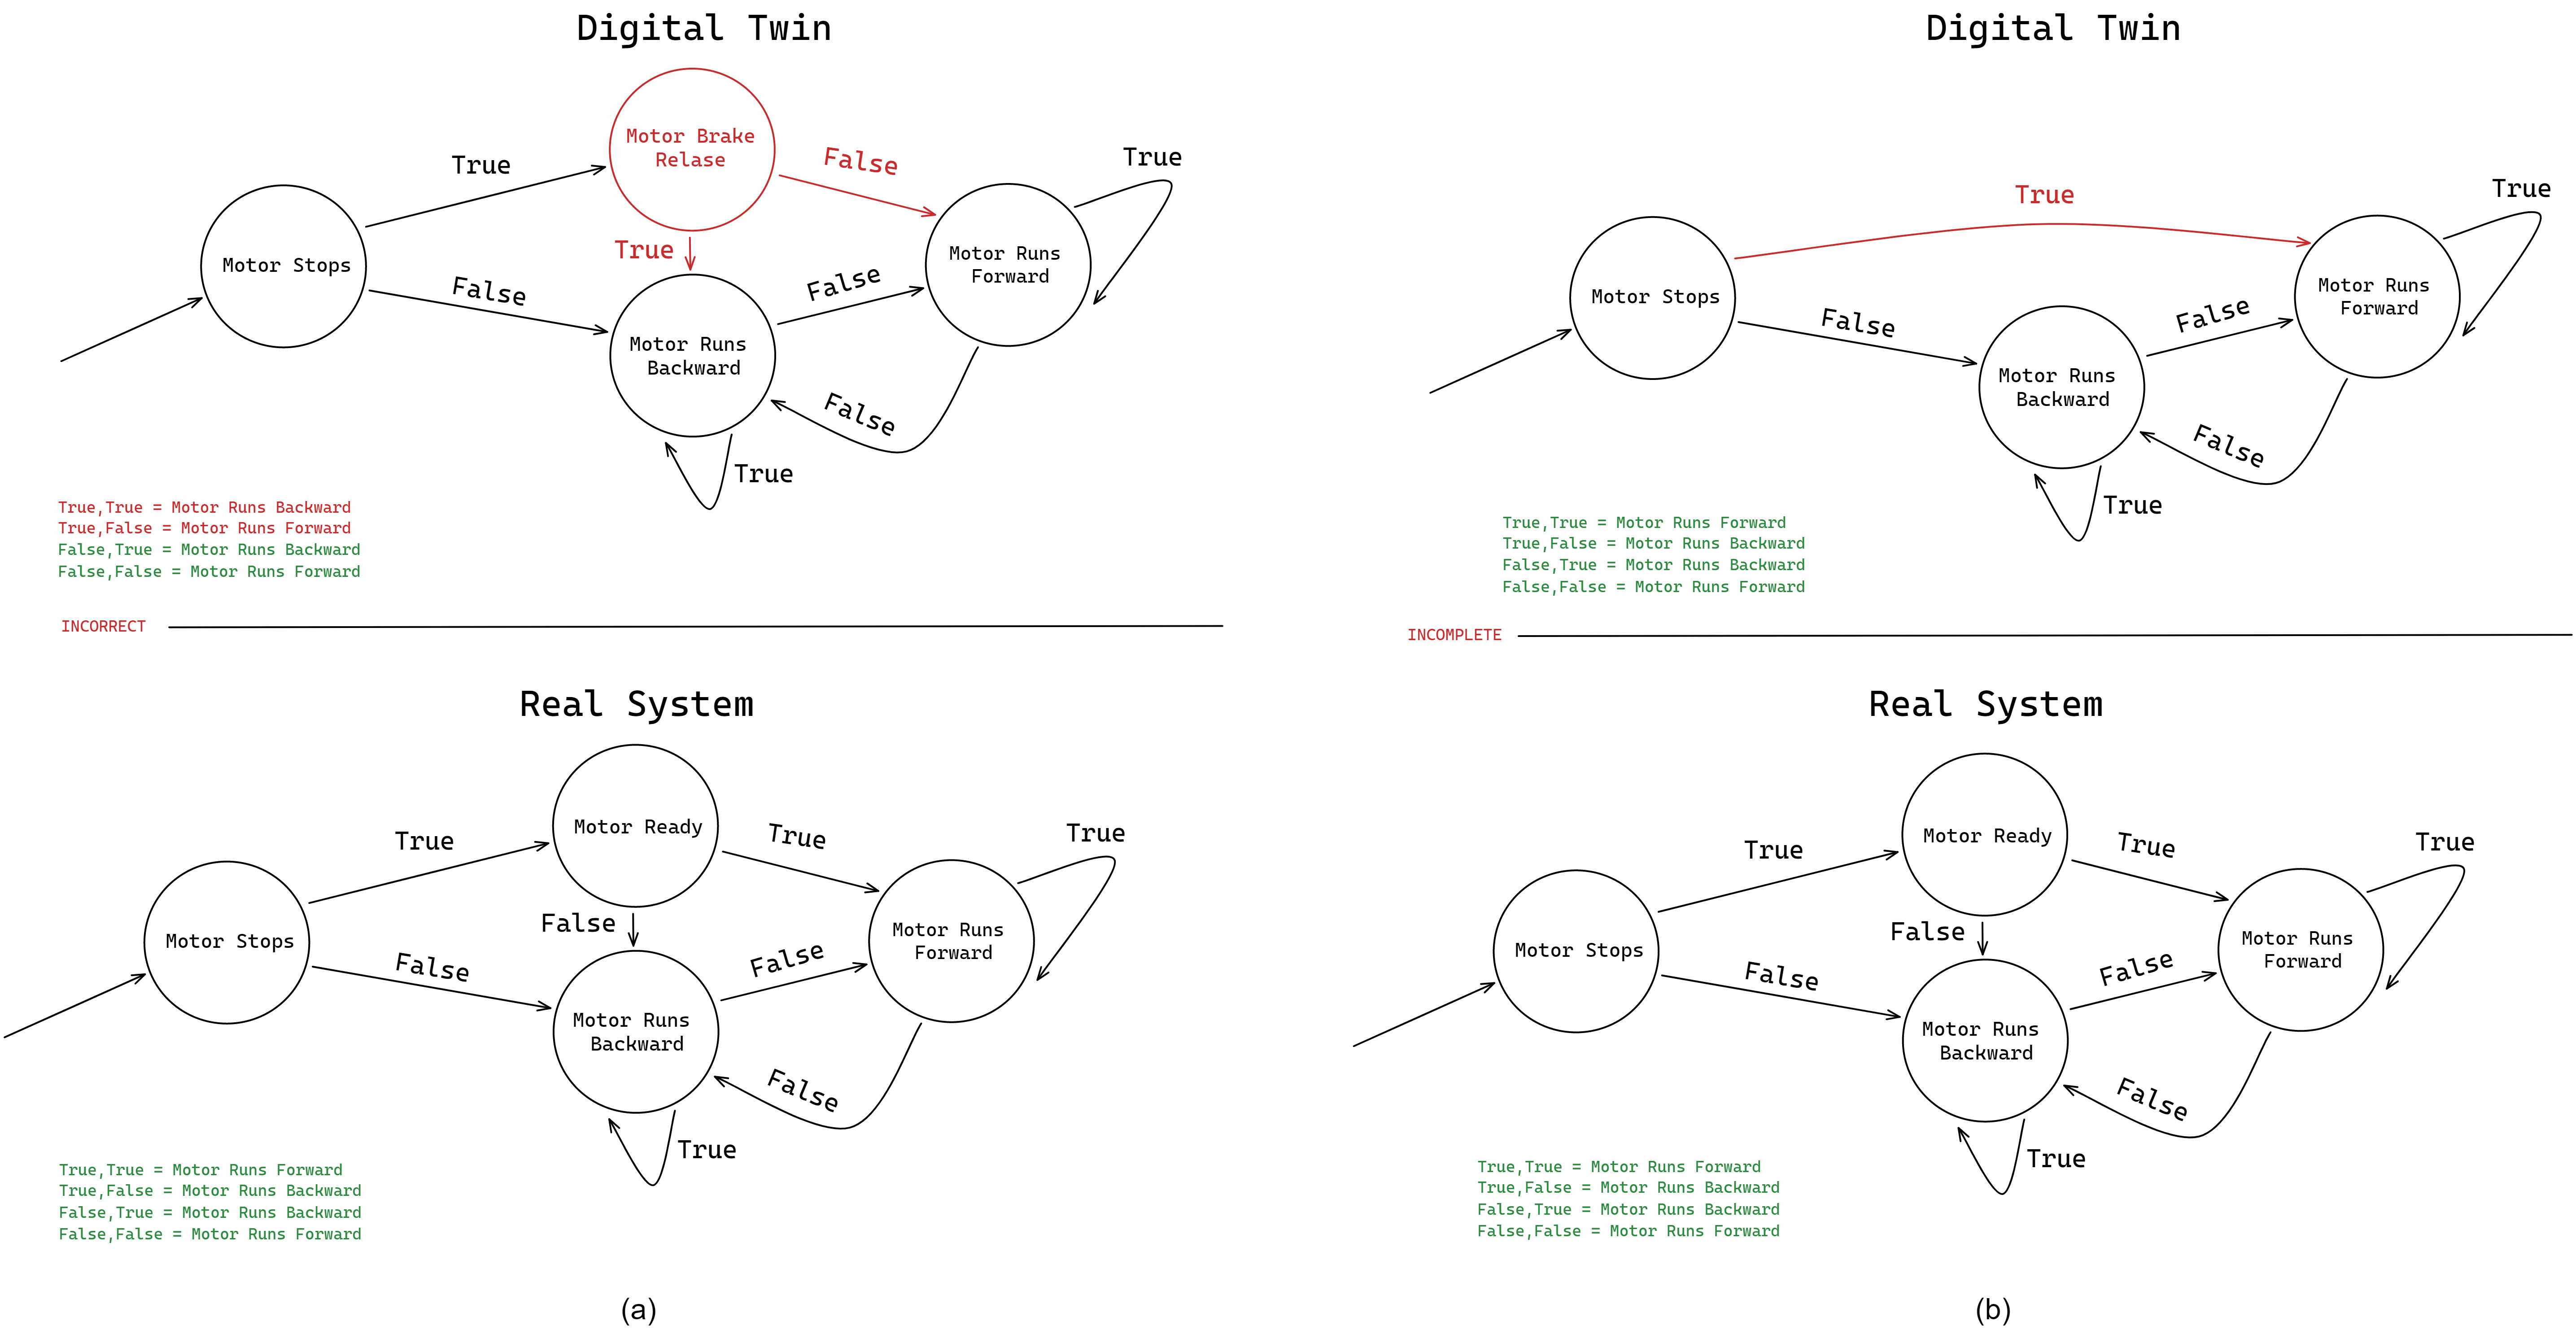 Digital Twin
Motor Brake
Relase
True
False
True
Motor Stops
True
Motor Runs
Forward
False
False
Motor Runs
Backward
False
True
True,True = Motor Runs Backward
True,False = Motor Runs Forward
False,True = Motor Runs Backward
False,False = Motor Runs Forward
INCORRECT
Real System
Motor Ready
True
True
True
Motor Stops
False
Motor Runs
Forward
False
False
Motor Runs
Backward
False
True
True,True = Motor Runs Forward
True,False = Motor Runs Backward
False,True = Motor Runs Backward
False,False = Motor Runs Forward
(a)
Digital Twin
True
True
Motor Stops
Motor Runs
Forward
False
False
Motor Runs
Backward
False
True
True,True = Motor Runs Forward
True,False = Motor Runs Backward
False,True = Motor Runs Backward
False,False = Motor Runs Forward
INCOMPLETE
Real System
Motor Ready
True
True
True
Motor Stops
False
Motor Runs
Forward
False
False
Motor Runs
Backward
False
True
True,True = Motor Runs Forward
True,False = Motor Runs Backward
False,True = Motor Runs Backward
False,False = Motor Runs Forward
(b)